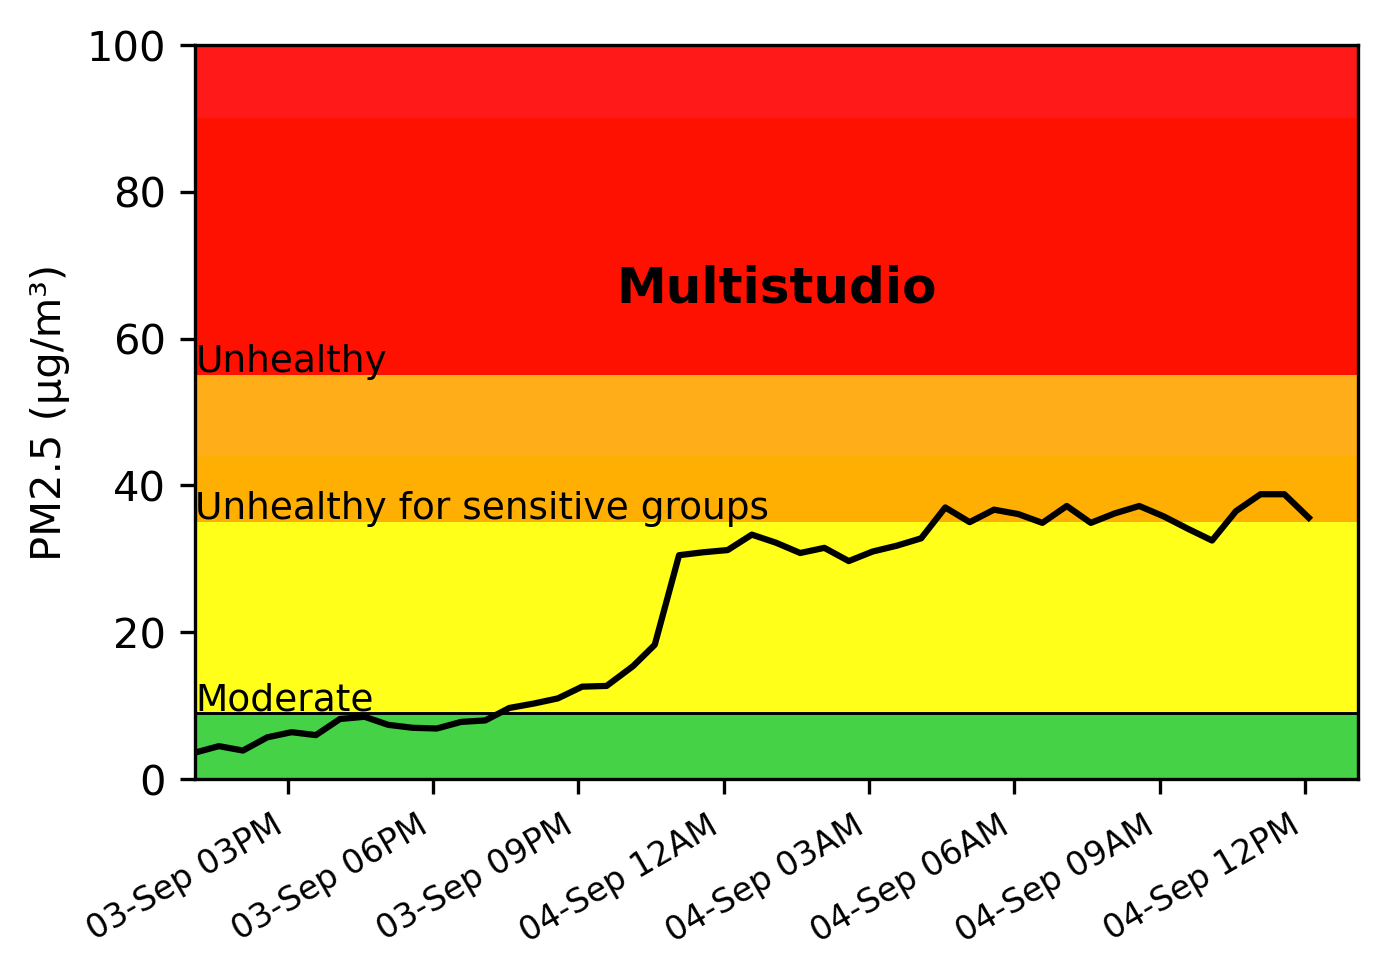 100
80
60
40
20
0
PM2.5 (µg/m³)
Multistudio
Unhealthy
Unhealthy for sensitive groups
Moderate
03-Sep 03PM
03-Sep 06PM
03-Sep 09PM
04-Sep 12AM
04-Sep 03AM
04-Sep 06AM
04-Sep 09AM
04-Sep 12PM